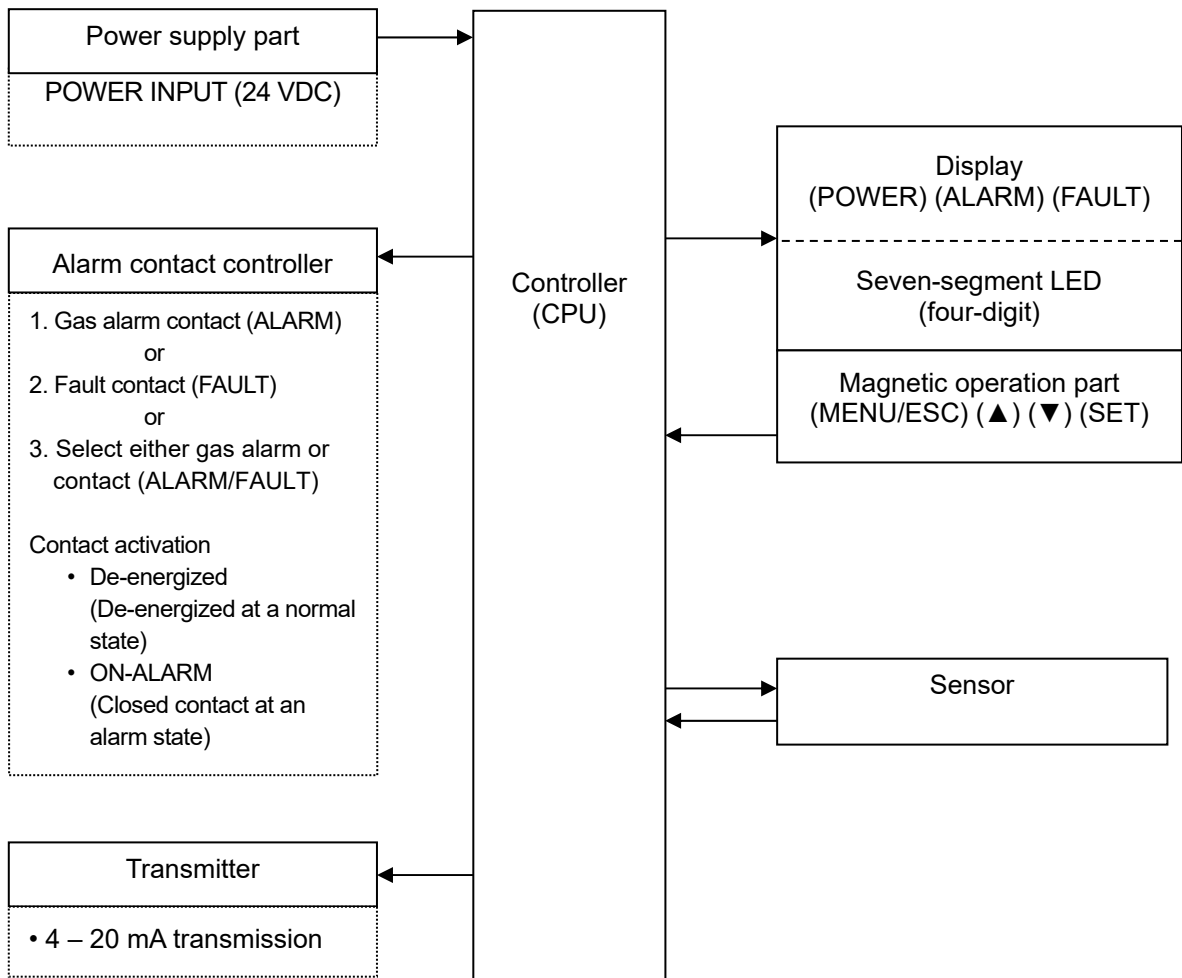 Power supply part
POWER INPUT (24 VDC)
Alarm contact controller
1. Gas alarm contact (ALARM)
or
2. Fault contact (FAULT)
or
3. Select either gas alarm or
contact (ALARM/FAULT)
Contact activation
• De-energized
(De-energized at a normal
state)
• ON-ALARM
(Closed contact at an
alarm state)
Transmitter
• 4 – 20 mA transmission
Controller
(CPU)
Display
(POWER) (ALARM) (FAULT)
Seven-segment LED
(four-digit)
Magnetic operation part
(MENU/ESC) (▲) (▼) (SET)
Sensor